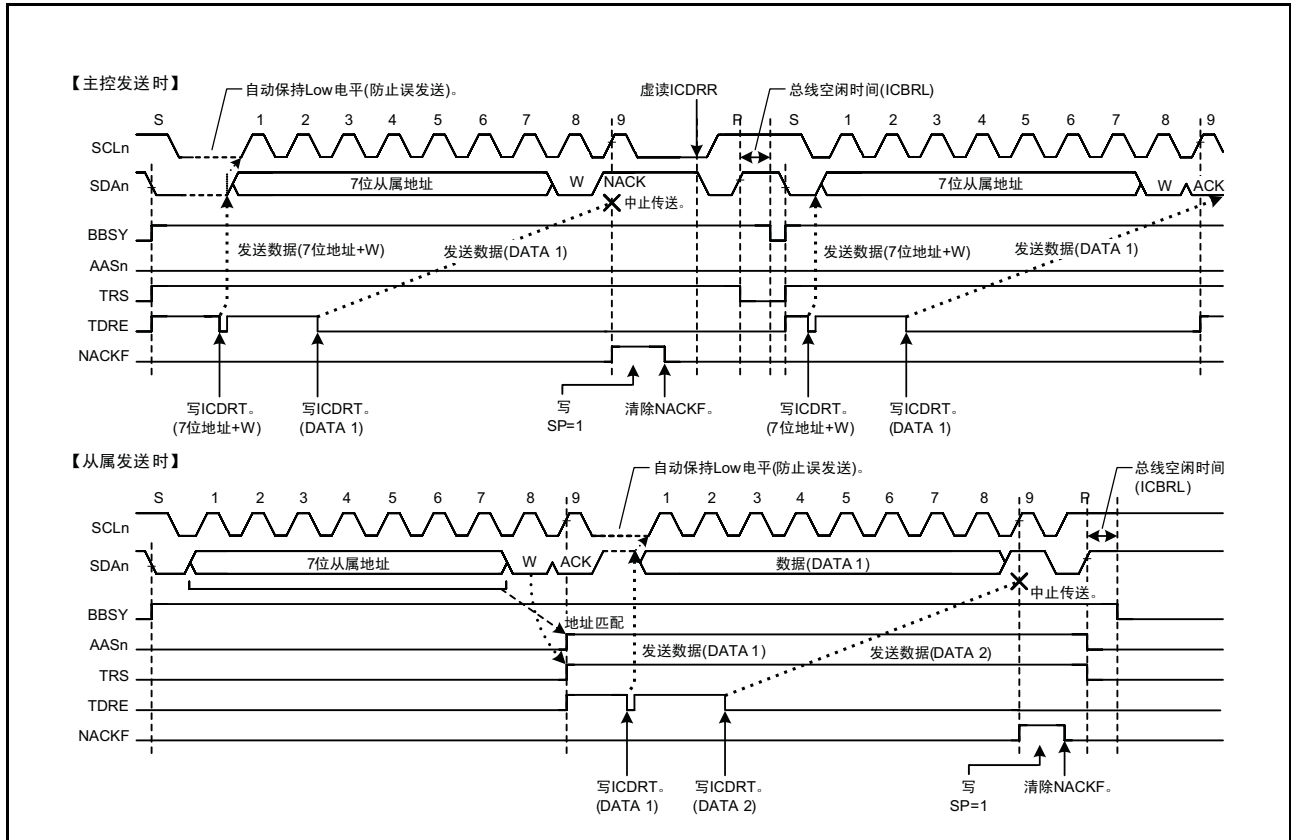 【主控发送时】
自动保持Low电平(防止误发送)。
虚读ICDRR
总线空闲时间(ICBRL)
S 1 2 3 4 5 6 7 8 9 P S 1 2 3 4 5 6 7 8 9
SCLn
SDAn
7位从属地址 W NACK 7位从属地址 W ACK
中止传送。
BBSY
发送数据(7位地址+W) 发送数据(DATA 1) 发送数据(7位地址+W) 发送数据(DATA 1)
AASn
TRS
TDRE
NACKF
写ICDRT。
(7位地址+W)
写ICDRT。
(DATA 1)
写
SP=1
清除NACKF。
写ICDRT。
(7位地址+W)
写ICDRT。
(DATA 1)
【从属发送时】
自动保持Low电平(防止误发送)。
总线空闲时间
(ICBRL)
S 1 2 3 4 5 6 7 8 9 1 2 3 4 5 6 7 8 9 P
SCLn
SDAn
7位从属地址 W ACK 数据(DATA 1)
中止传送。
BBSY
地址匹配
AASn
发送数据(DATA 1) 发送数据(DATA 2)
TRS
TDRE
NACKF
写ICDRT。
(DATA 1)
写ICDRT。
(DATA 2)
写
SP=1
清除NACKF。